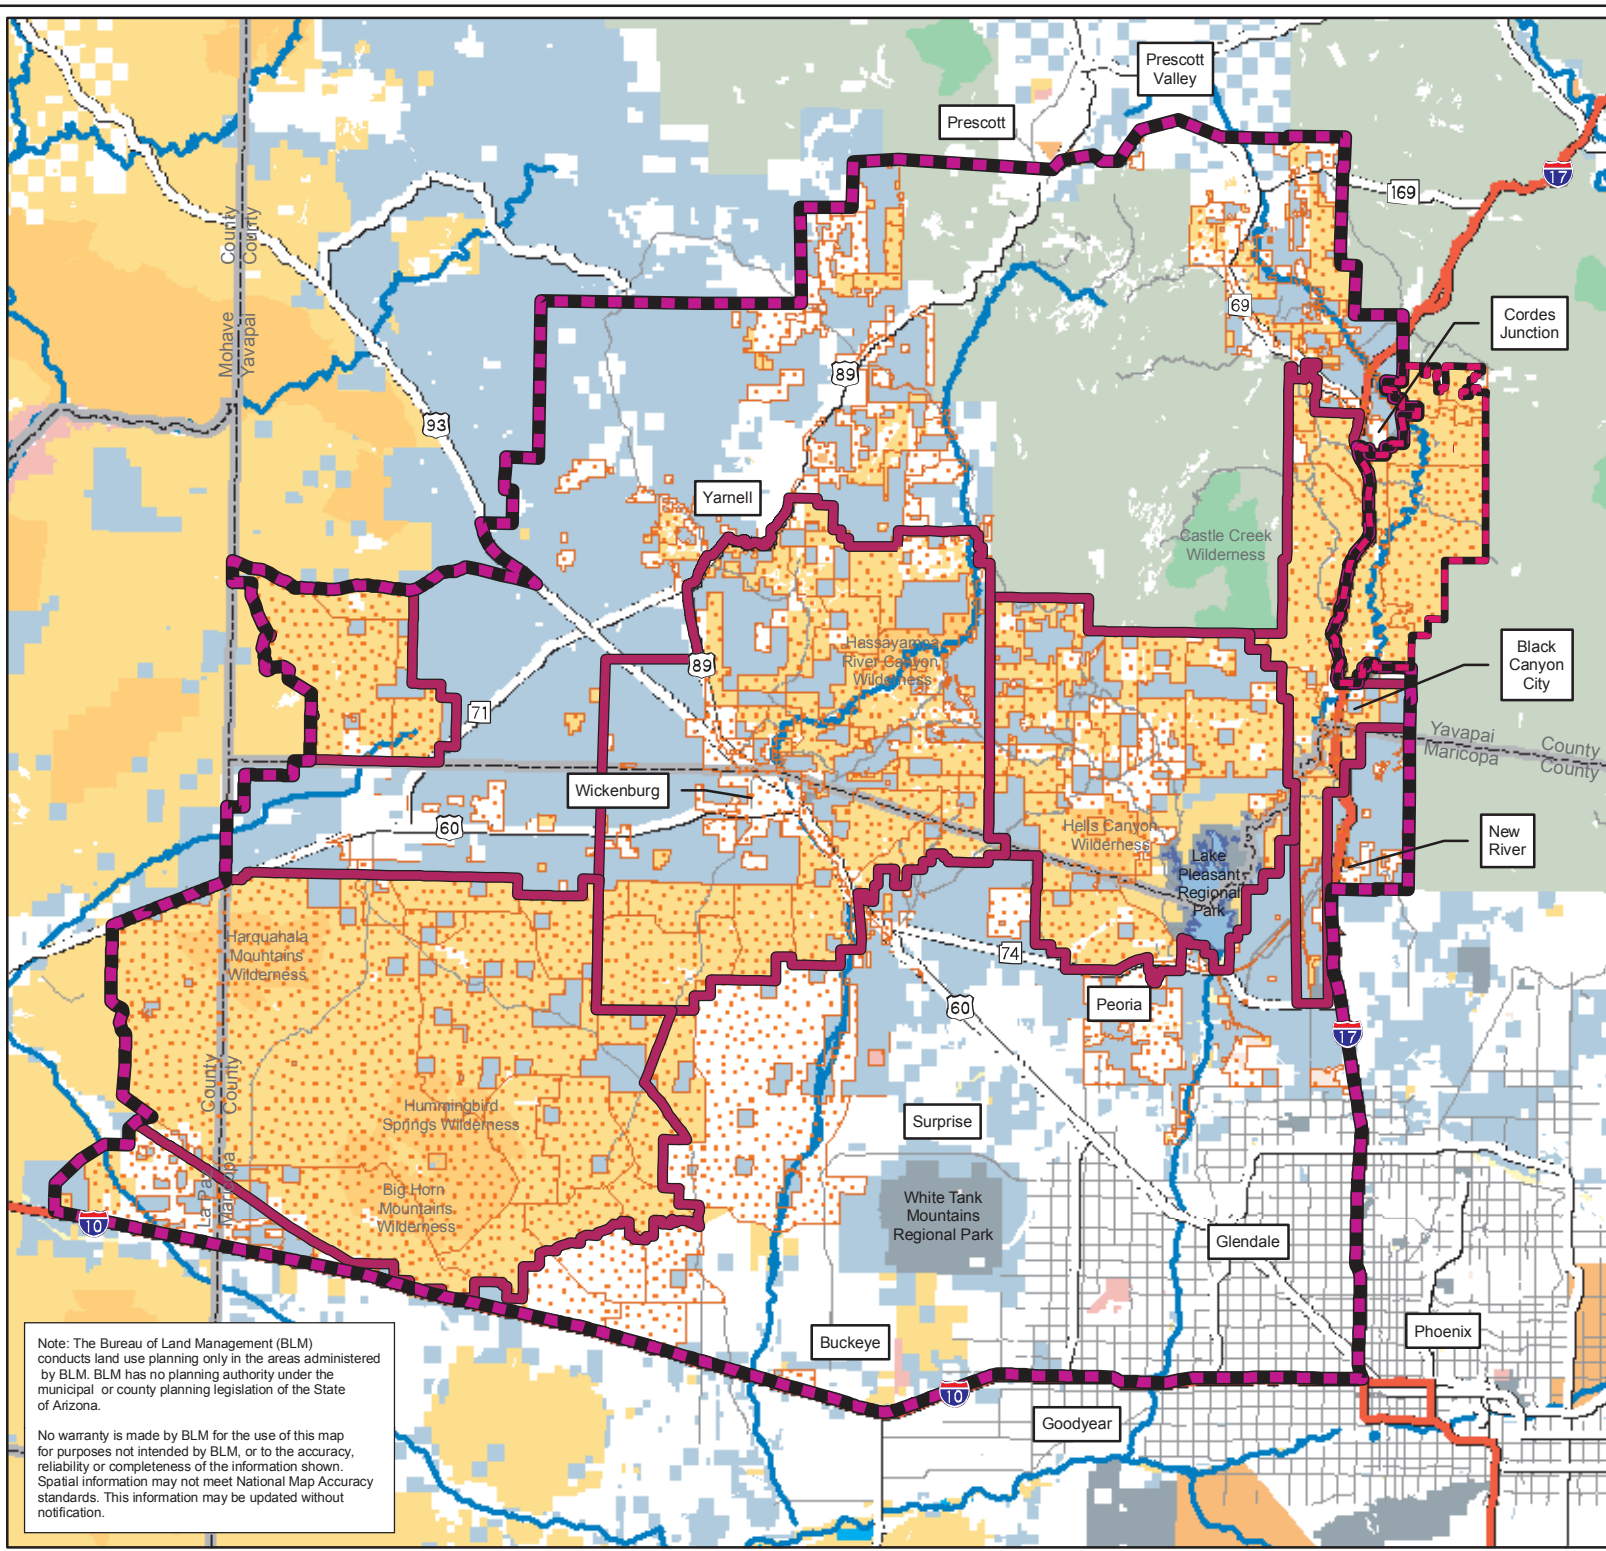 Prescott
Valley
Prescott
17
169
County
County
Mohave
Yavapai
69
Cordes
Junction
89
93
Yarnell
Castle Creek
Wilderness
Hassayampa
River Canyon
Wilderness
89
71
Black
Canyon
City
Yavapai
Maricopa
County
County
Wickenburg
60
Hells Canyon
Wilderness
New
River
Lake
Pleasant
Regional
Park
Harquahala
Mountains
Wilderness
74
60
Peoria
17
County
County
La Paz
Maricopa
Hummingbird
Springs Wilderness
Surprise
Big Horn
Mountains
Wilderness
White Tank
Mountains
Regional Park
10
Glendale
Phoenix
Buckeye
10
Goodyear
Note: The Bureau of Land Management (BLM)
conducts land use planning only in the areas administered
by BLM. BLM has no planning authority under the
municipal or county planning legislation of the State
of Arizona.
No warranty is made by BLM for the use of this map
for purposes not intended by BLM, or to the accuracy,
reliability or completeness of the information shown.
Spatial information may not meet National Map Accuracy
standards. This information may be updated without
notification.